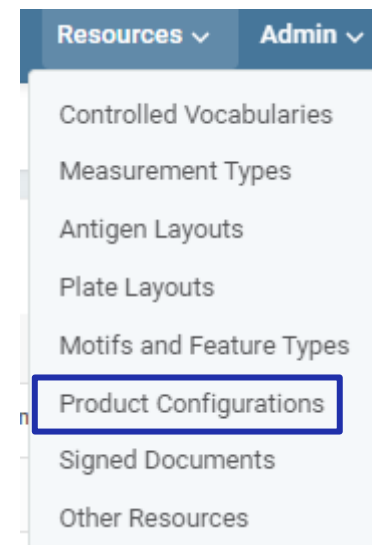 Resources Admin
Controlled Vocabularies
Measurement Types
Antigen Layouts
Plate Layouts
Motifs and Feature Types
Product Configurations
Signed Documents
Other Resources